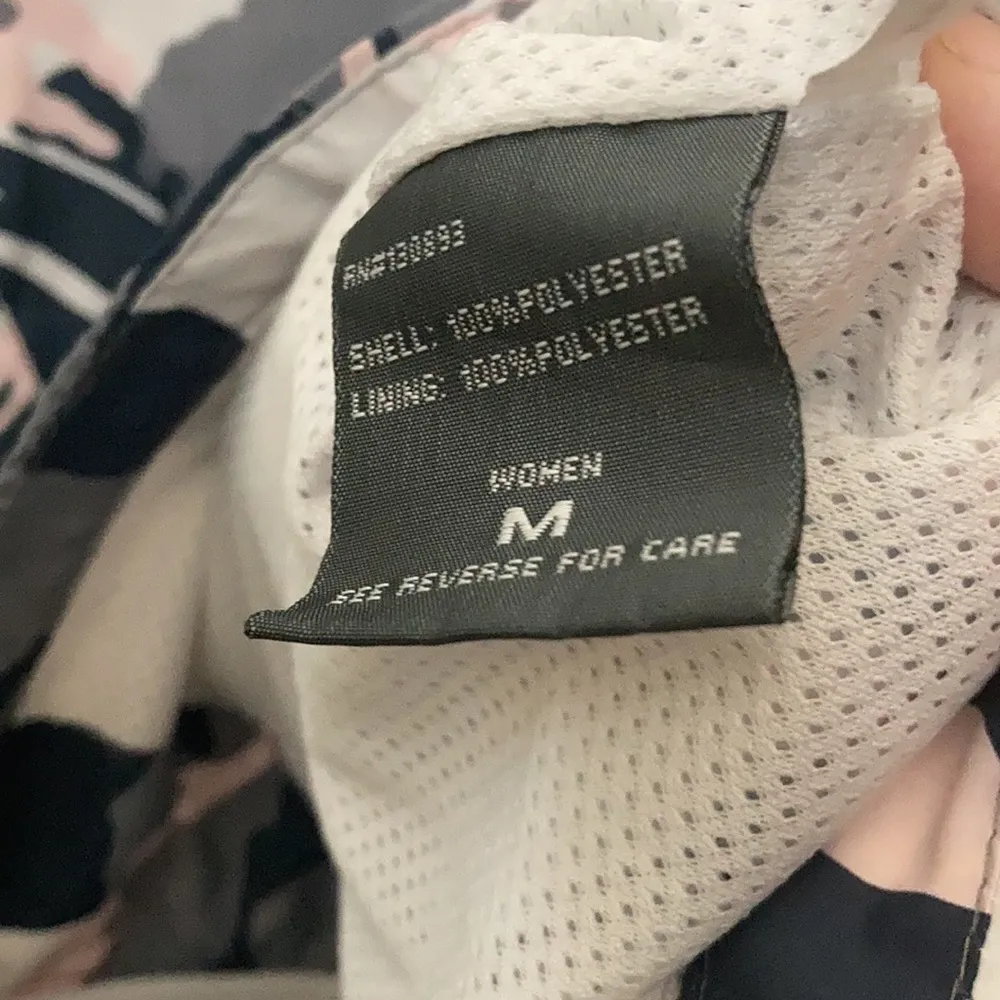 RN#130893
SHELL: 100%POLYESTER
LINING: 100%POLYESTER
WOMEN
M
SEE REVERSE FOR CARE